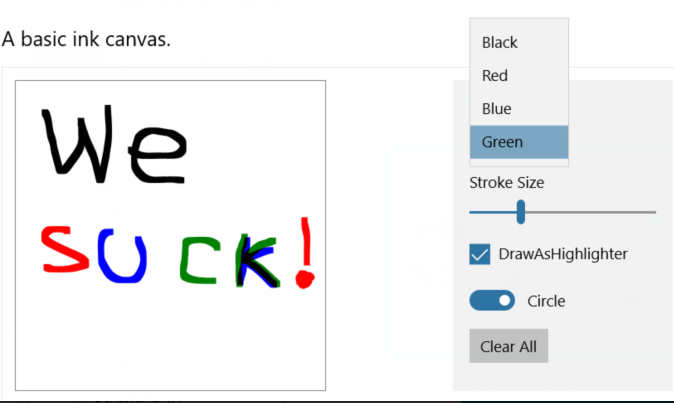 A basic ink canvas.
We
suck!
Black
Red
Blue
Green
Stroke Size
DrawAsHighlighter
Circle
Clear All